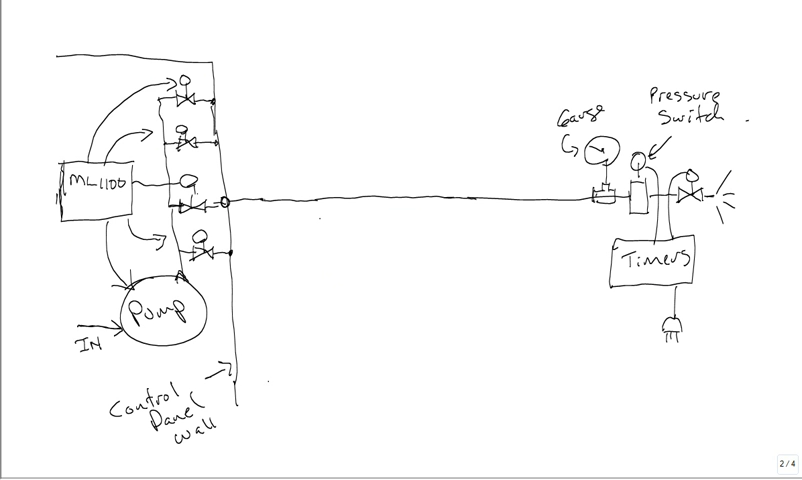 Gauge
Pressure
Switch
ML1100
Timers
Pump
IN
Control
Panel
Wall
2/4